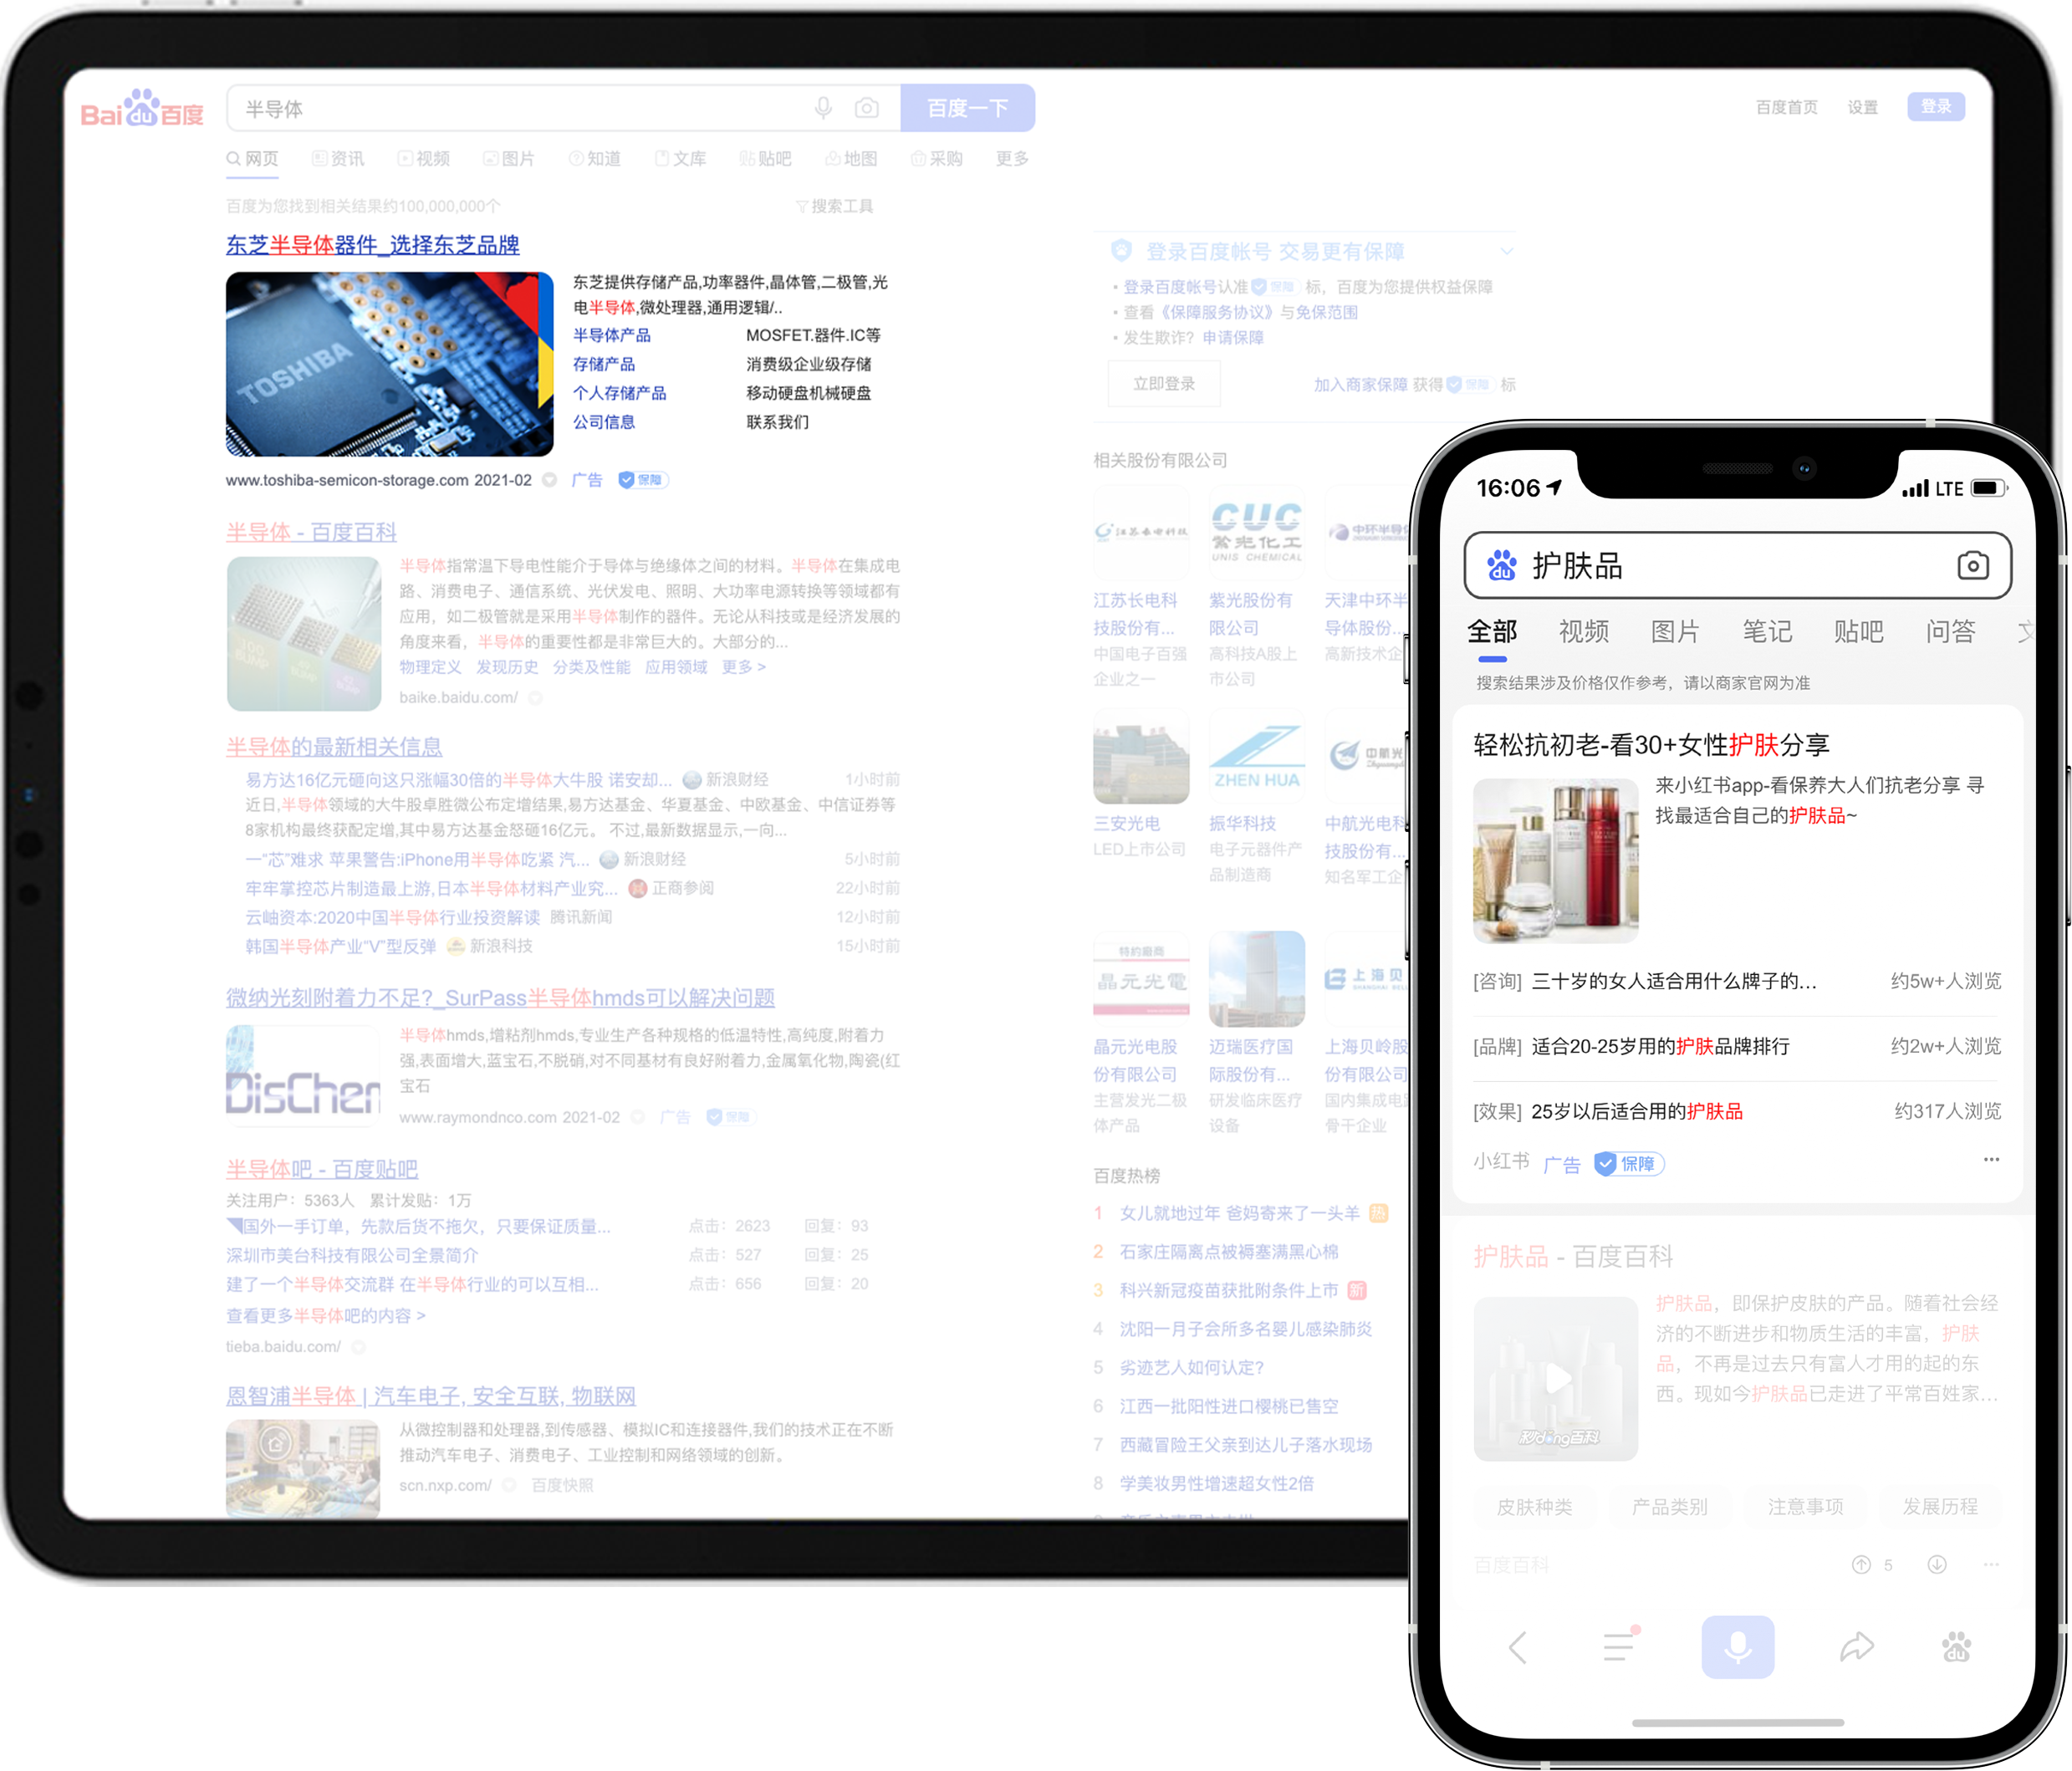 Bai du 百度
半导体
百度一下
百度首页 设置 登录
网页 资讯 视频 图片 知道 文库 贴吧 地图 采购 更多
百度为您找到相关结果约100,000,000个 搜索工具
东芝半导体器件_选择东芝品牌
TOSHIBA
东芝提供存储产品,功率器件,晶体管,二极管,光
电半导体,微处理器,通用逻辑/..
半导体产品 MOSFET.器件.IC等
存储产品 消费级企业级存储
个人存储产品 移动硬盘机械硬盘
公司信息 联系我们
www.toshiba-semicon-storage.com 2021-02 广告 保障
半导体 - 百度百科
半导体指常温下导电性能介于导体与绝缘体之间的材料。半导体在集成电
路、消费电子、通信系统、光伏发电、照明、大功率电源转换等领域都有
应用，如二极管就是采用半导体制作的器件。无论从科技或是经济发展的
角度来看，半导体的重要性都是非常巨大的。大部分的...
物理定义 发现历史 分类及性能 应用领域 更多 >
baike.baidu.com/
半导体的最新相关信息
易方达16亿元砸向这只涨幅30倍的半导体大牛股 诺安却... 新浪财经 1小时前
近日,半导体领域的大牛股卓胜微公布定增结果,易方达基金、华夏基金、中欧基金、中信证券等
8家机构最终获配定增,其中易方达基金怒砸16亿元。 不过,最新数据显示,一向...
一“芯”难求 苹果警告:iPhone用半导体吃紧 汽... 新浪财经 5小时前
牢牢掌控芯片制造最上游,日本半导体材料产业究... 正商参阅 22小时前
云岫资本:2020中国半导体行业投资解读 腾讯新闻 12小时前
韩国半导体产业“V”型反弹 新浪科技 15小时前
微纳光刻附着力不足?_SurPass半导体hmds可以解决问题
DisChem
半导体hmds,增粘剂hmds,专业生产各种规格的低温特性,高纯度,附着力
强,表面增大,蓝宝石,不脱硝,对不同基材有良好附着力,金属氧化物,陶瓷(红
宝石
www.raymondnco.com 2021-02 广告 保障
半导体吧 - 百度贴吧
关注用户：5363人 累计发贴：1万
国外一手订单，先款后货不拖欠，只要保证质量... 点击：2623 回复：93
深圳市美台科技有限公司全景简介 点击：527 回复：25
建了一个半导体交流群 在半导体行业的可以互相... 点击：656 回复：20
查看更多半导体吧的内容 >
tieba.baidu.com/
恩智浦半导体 | 汽车电子, 安全互联, 物联网
从微控制器和处理器,到传感器、模拟IC和连接器件,我们的技术正在不断
推动汽车电子、消费电子、工业控制和网络领域的创新。
scn.nxp.com/ 百度快照
登录百度帐号 交易更有保障
登录百度帐号认准 保障 标，百度为您提供权益保障
查看《保障服务协议》与免保范围
发生欺诈？申请保障
立即登录 加入商家保障 获得 保障 标
相关股份有限公司
CUC
紫光化工
UNIS CHEMICAL
中环半导
江苏长电科 紫光股份有 天津中环半
技股份有... 限公司 导体股份...
中国电子百强 高科技A股上 高新技术企
企业之一 市公司
ZHEN HUA
中航光
三安光电 振华科技 中航光电科
LED上市公司 电子元器件产 技股份有...
品制造商 知名军工企
特約廠商
晶元光電
上海贝
SHANGHAI BELL
晶元光电股 迈瑞医疗国 上海贝岭股
份有限公司 际股份有... 份有限公司
主营发光二极 研发临床医疗 国内集成电路
体产品 设备 骨干企业
百度热榜
1 女儿就地过年 爸妈寄来了一头羊 热
2 石家庄隔离点被褥塞满黑心棉
3 科兴新冠疫苗获批附条件上市 新
4 沈阳一月子会所多名婴儿感染肺炎
5 劣迹艺人如何认定?
6 江西一批阳性进口樱桃已售空
7 西藏冒险王父亲到达儿子落水现场
8 学美妆男性增速超女性2倍
16:06 LTE
du 护肤品
全部 视频 图片 笔记 贴吧 问答
搜索结果涉及价格仅作参考，请以商家官网为准
轻松抗初老-看30+女性护肤分享
来小红书app-看保养大人们抗老分享 寻
找最适合自己的护肤品~
[咨询] 三十岁的女人适合用什么牌子的... 约5w+人浏览
[品牌] 适合20-25岁用的护肤品牌排行 约2w+人浏览
[效果] 25岁以后适合用的护肤品 约317人浏览
小红书 广告 保障 ...
护肤品 - 百度百科
护肤品，即保护皮肤的产品。随着社会经
济的不断进步和物质生活的丰富，护肤
品，不再是过去只有富人才用的起的东
西。现如今护肤品已走进了平常百姓家...
秒dong百科
皮肤种类 产品类别 注意事项 发展历程
百度百科 5 ...
du